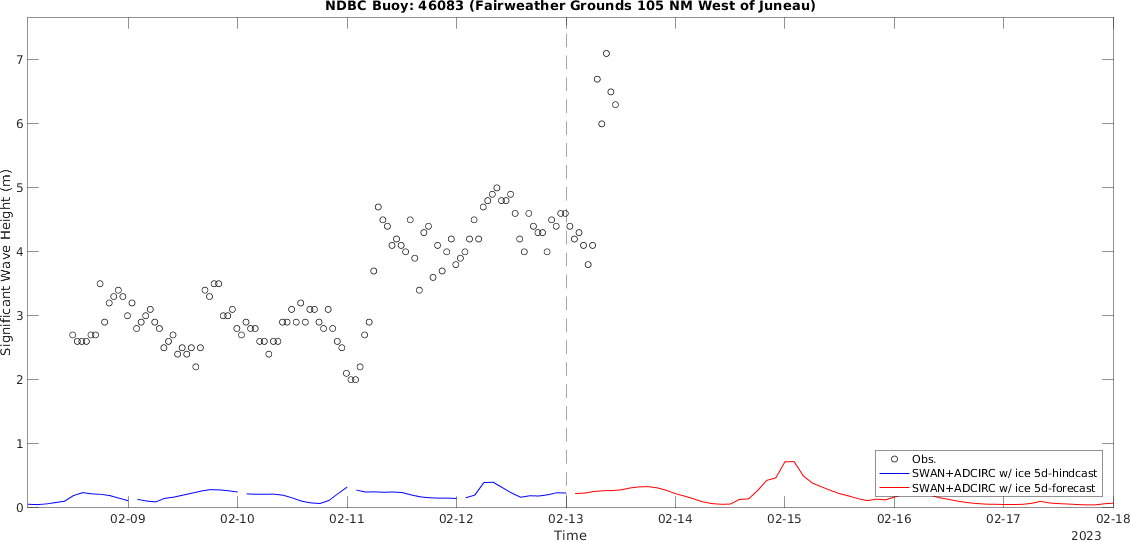 NDBC Buoy: 46083 (Fairweather Grounds 105 NM West of Juneau)
Significant Wave Height (m)
7
6
5
4
3
2
1
0
Obs.
SWAN+ADCIRC w/ ice 5d-hindcast
SWAN+ADCIRC w/ ice 5d-forecast
02-09 02-10 02-11 02-12 02-13 02-14 02-15 02-16 02-17 02-18
Time
2023